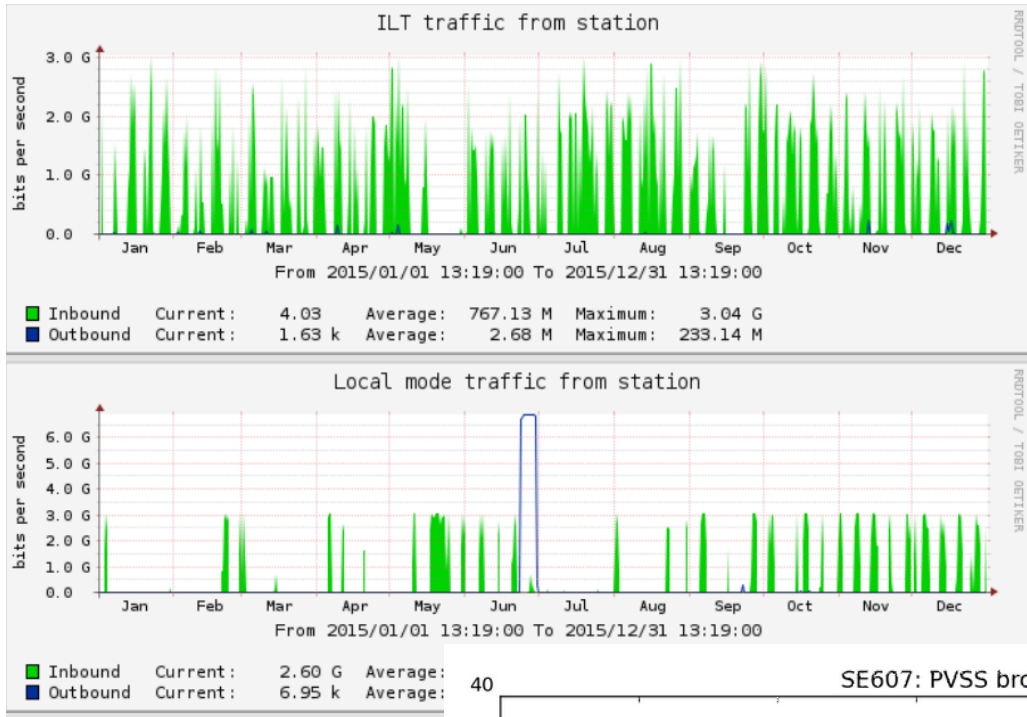 ILT traffic from station
RRDTOOL / TOBI OETIKER
bits per second
3.0 G
2.0 G
1.0 G
0.0
Jan Feb Mar Apr May Jun Jul Aug Sep Oct Nov Dec
From 2015/01/01 13:19:00 To 2015/12/31 13:19:00
Inbound Current: 4.03 Average: 767.13 M Maximum: 3.04 G
Outbound Current: 1.63 k Average: 2.68 M Maximum: 233.14 M
Local mode traffic from station
RRDTOOL / TOBI OETIKER
bits per second
6.0 G
5.0 G
4.0 G
3.0 G
2.0 G
1.0 G
0.0
Jan Feb Mar Apr May Jun Jul Aug Sep Oct Nov Dec
From 2015/01/01 13:19:00 To 2015/12/31 13:19:00
Inbound Current: 2.60 G Average:
Outbound Current: 6.95 k Average:
40
SE607: PVSS bro